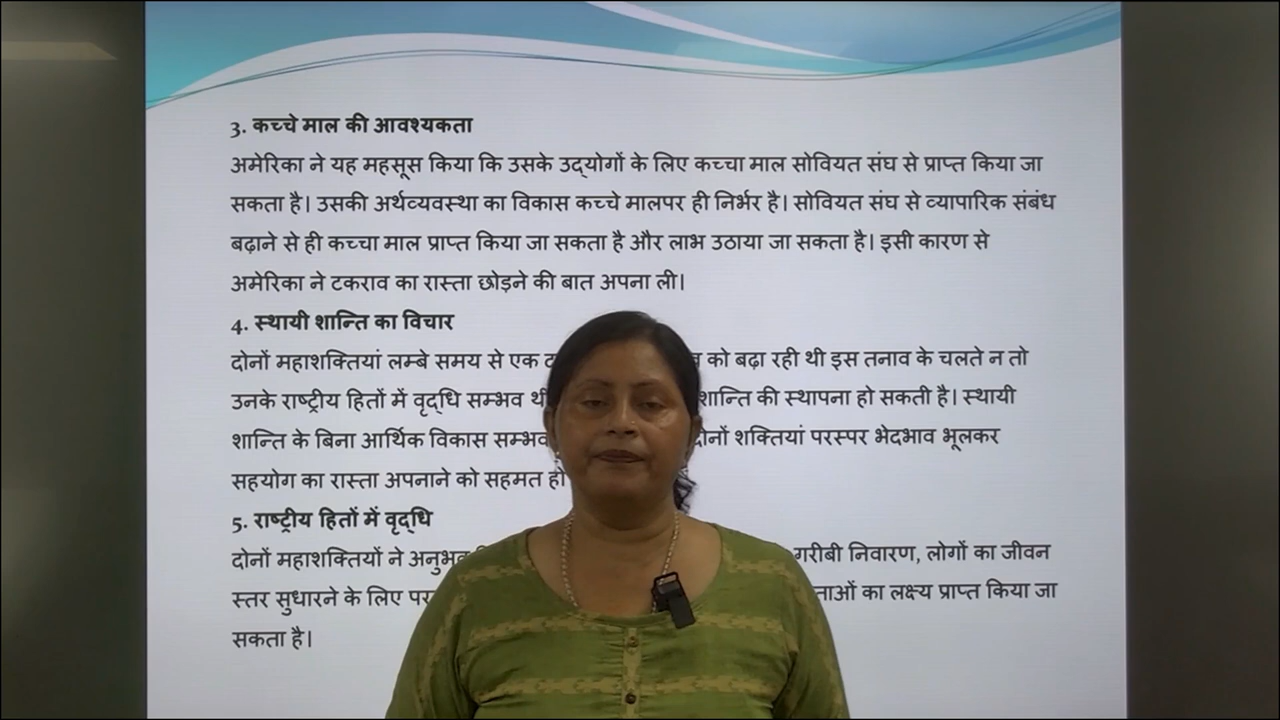 3. कच्चे माल की आवश्यकता
अमेरिका ने यह महसूस किया कि उसके उद्योगों के लिए कच्चा माल सोवियत संघ से प्राप्त किया जा
सकता है। उसकी अर्थव्यवस्था का विकास कच्चे मालपर ही निर्भर है। सोवियत संघ से व्यापारिक संबंध
बढ़ाने से ही कच्चा माल प्राप्त किया जा सकता है और लाभ उठाया जा सकता है। इसी कारण से
अमेरिका ने टकराव का रास्ता छोड़ने की बात अपना ली।
4. स्थायी शान्ति का विचार
दोनों महाशक्तियां लम्बे समय से एक को बढ़ा रही थी इस तनाव के चलते न तो
उनके राष्ट्रीय हितों में वृद्धि सम्भव शान्ति की स्थापना हो सकती है। स्थायी
शान्ति के बिना आर्थिक विकास सम्भव दोनों शक्तियां परस्पर भेदभाव भूलकर
सहयोग का रास्ता अपनाने को सहमत हो
5. राष्ट्रीय हितों में वृद्धि
दोनों महाशक्तियों ने गरीबी निवारण, लोगों का जीवन
स्तर सुधारने के लिए का लक्ष्य प्राप्त किया जा
सकता है।